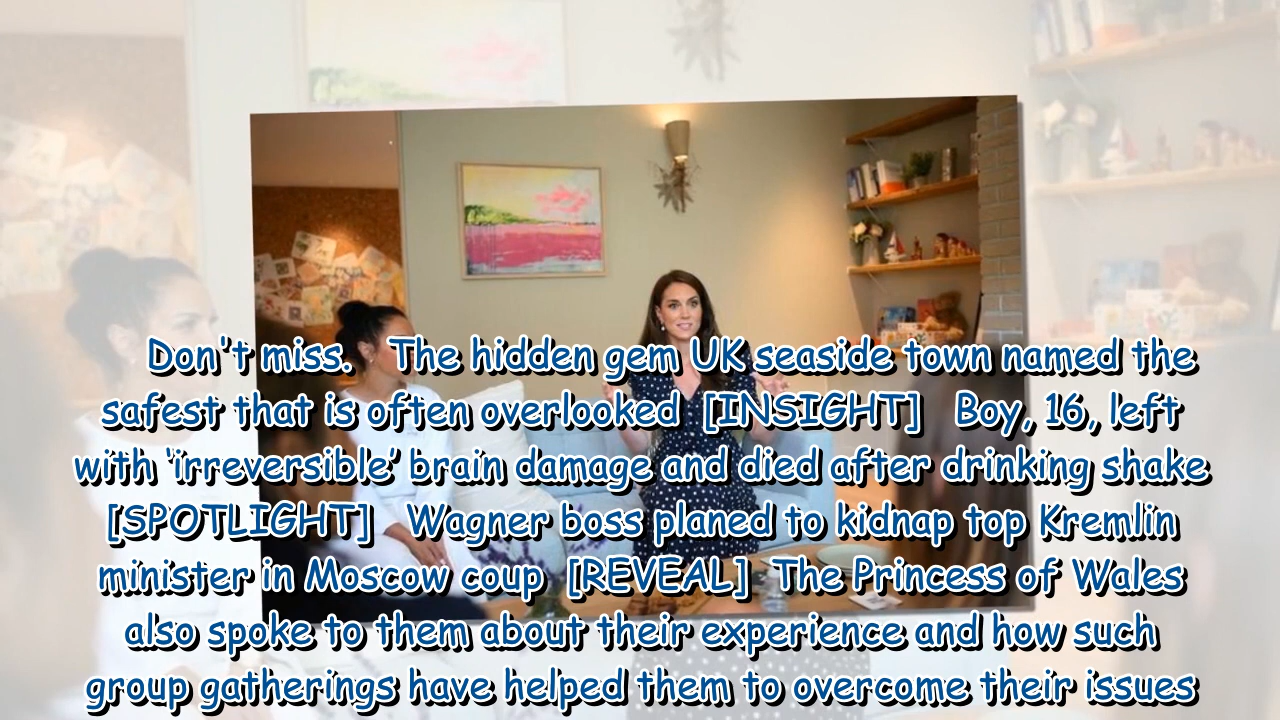 Don't miss. The hidden gem UK seaside town named the
safest that is often overlooked [INSIGHT] Boy, 16, left
with 'irreversible' brain damage and died after drinking shake
[SPOTLIGHT] Wagner boss planed to kidnap top Kremlin
minister in Moscow coup [REVEAL] The Princess of Wales
also spoke to them about their experience and how such
group gatherings have helped them to overcome their issues